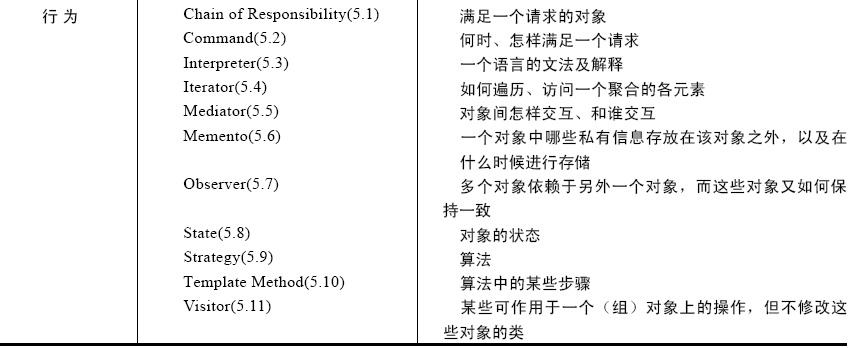 行为 Chain of Responsibility(5.1) 满足一个请求的对象
Command(5.2) 何时、怎样满足一个请求
Interpreter(5.3) 一个语言的文法及解释
Iterator(5.4) 如何遍历、访问一个聚合的各元素
Mediator(5.5) 对象间怎样交互、和谁交互
Memento(5.6) 一个对象中哪些私有信息存放在该对象之外，以及在
什么时候进行存储
Observer(5.7) 多个对象依赖于另外一个对象，而这些对象又如何保
持一致
State(5.8) 对象的状态
Strategy(5.9) 算法
Template Method(5.10) 算法中的某些步骤
Visitor(5.11) 某些可作用于一个（组）对象上的操作，但不修改这
些对象的类